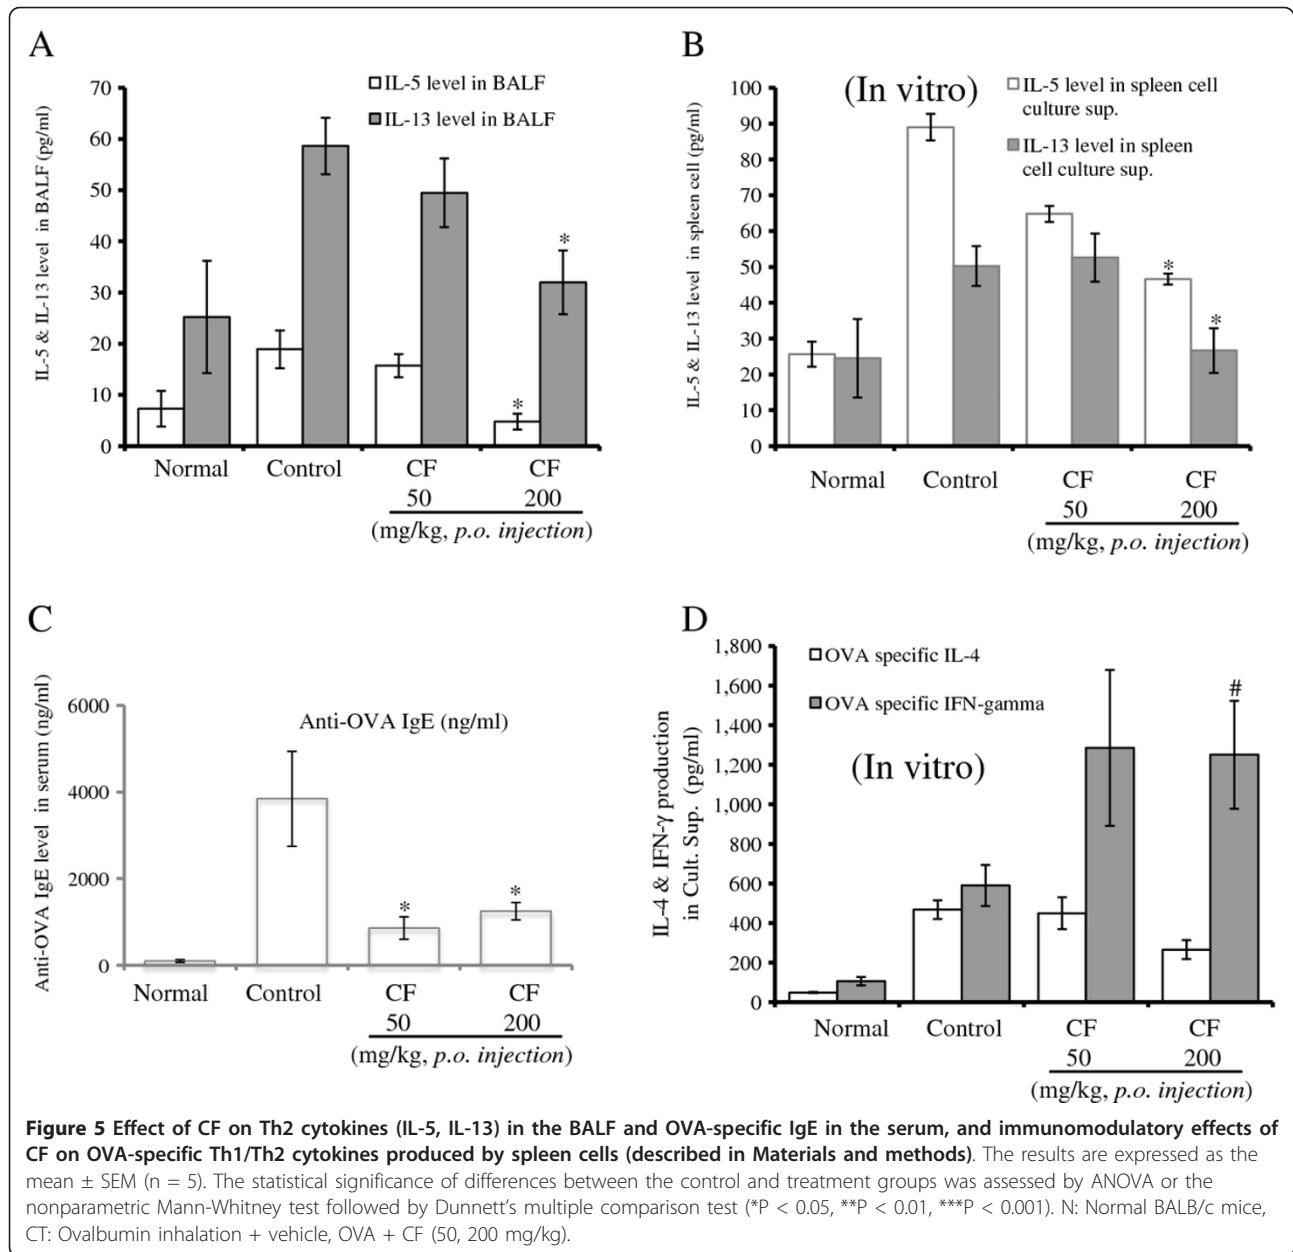 A
IL-5 & IL-13 level in BALF (pg/ml)
70
60
50
40
30
20
10
0
IL-5 level in BALF
IL-13 level in BALF
*
*
Normal
Control
CF
50
CF
200
(mg/kg, p.o. injection)
B
IL-5 & IL-13 level in spleen cell (pg/ml)
100
90
80
70
60
50
40
30
20
10
0
(In vitro)
IL-5 level in spleen cell
culture sup.
IL-13 level in spleen
cell culture sup.
*
*
Normal
Control
CF
50
CF
200
(mg/kg, p.o. injection)
C
Anti-OVA IgE level in serum (ng/ml)
6000
4000
2000
0
Anti-OVA IgE (ng/ml)
*
*
Normal
Control
CF
50
CF
200
(mg/kg, p.o. injection)
D
IL-4 & IFN-γ production
in Cult. Sup. (pg/ml)
1,800
1,600
1,400
1,200
1,000
800
600
400
200
0
OVA specific IL-4
OVA specific IFN-gamma
(In vitro)
#
Normal
Control
CF
50
CF
200
(mg/kg, p.o. injection)
Figure 5 Effect of CF on Th2 cytokines (IL-5, IL-13) in the BALF and OVA-specific IgE in the serum, and immunomodulatory effects of
CF on OVA-specific Th1/Th2 cytokines produced by spleen cells (described in Materials and methods). The results are expressed as the
mean ± SEM (n = 5). The statistical significance of differences between the control and treatment groups was assessed by ANOVA or the
nonparametric Mann-Whitney test followed by Dunnett's multiple comparison test (*P < 0.05, **P < 0.01, ***P < 0.001). N: Normal BALB/c mice,
CT: Ovalbumin inhalation + vehicle, OVA + CF (50, 200 mg/kg).